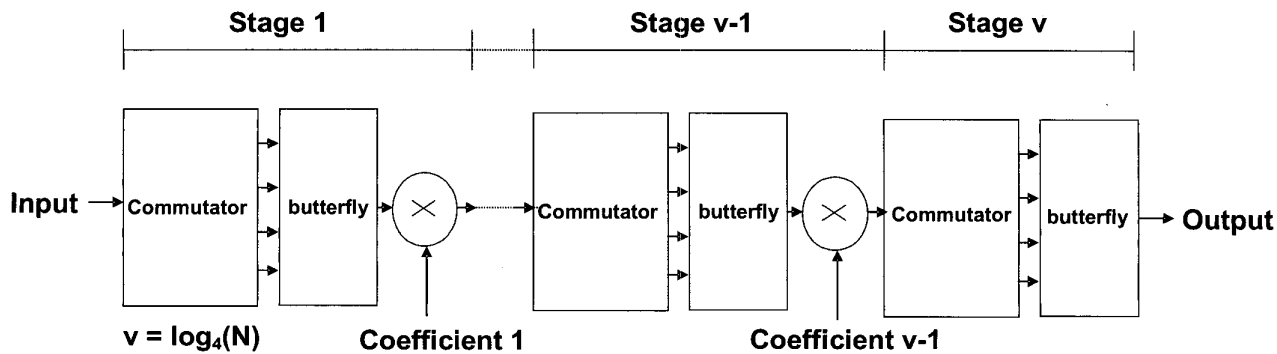 Stage 1
Stage v-1
Stage v
Input
Commutator
butterfly
Commutator
butterfly
Commutator
butterfly
Output
v = log₄(N)
Coefficient 1
Coefficient v-1